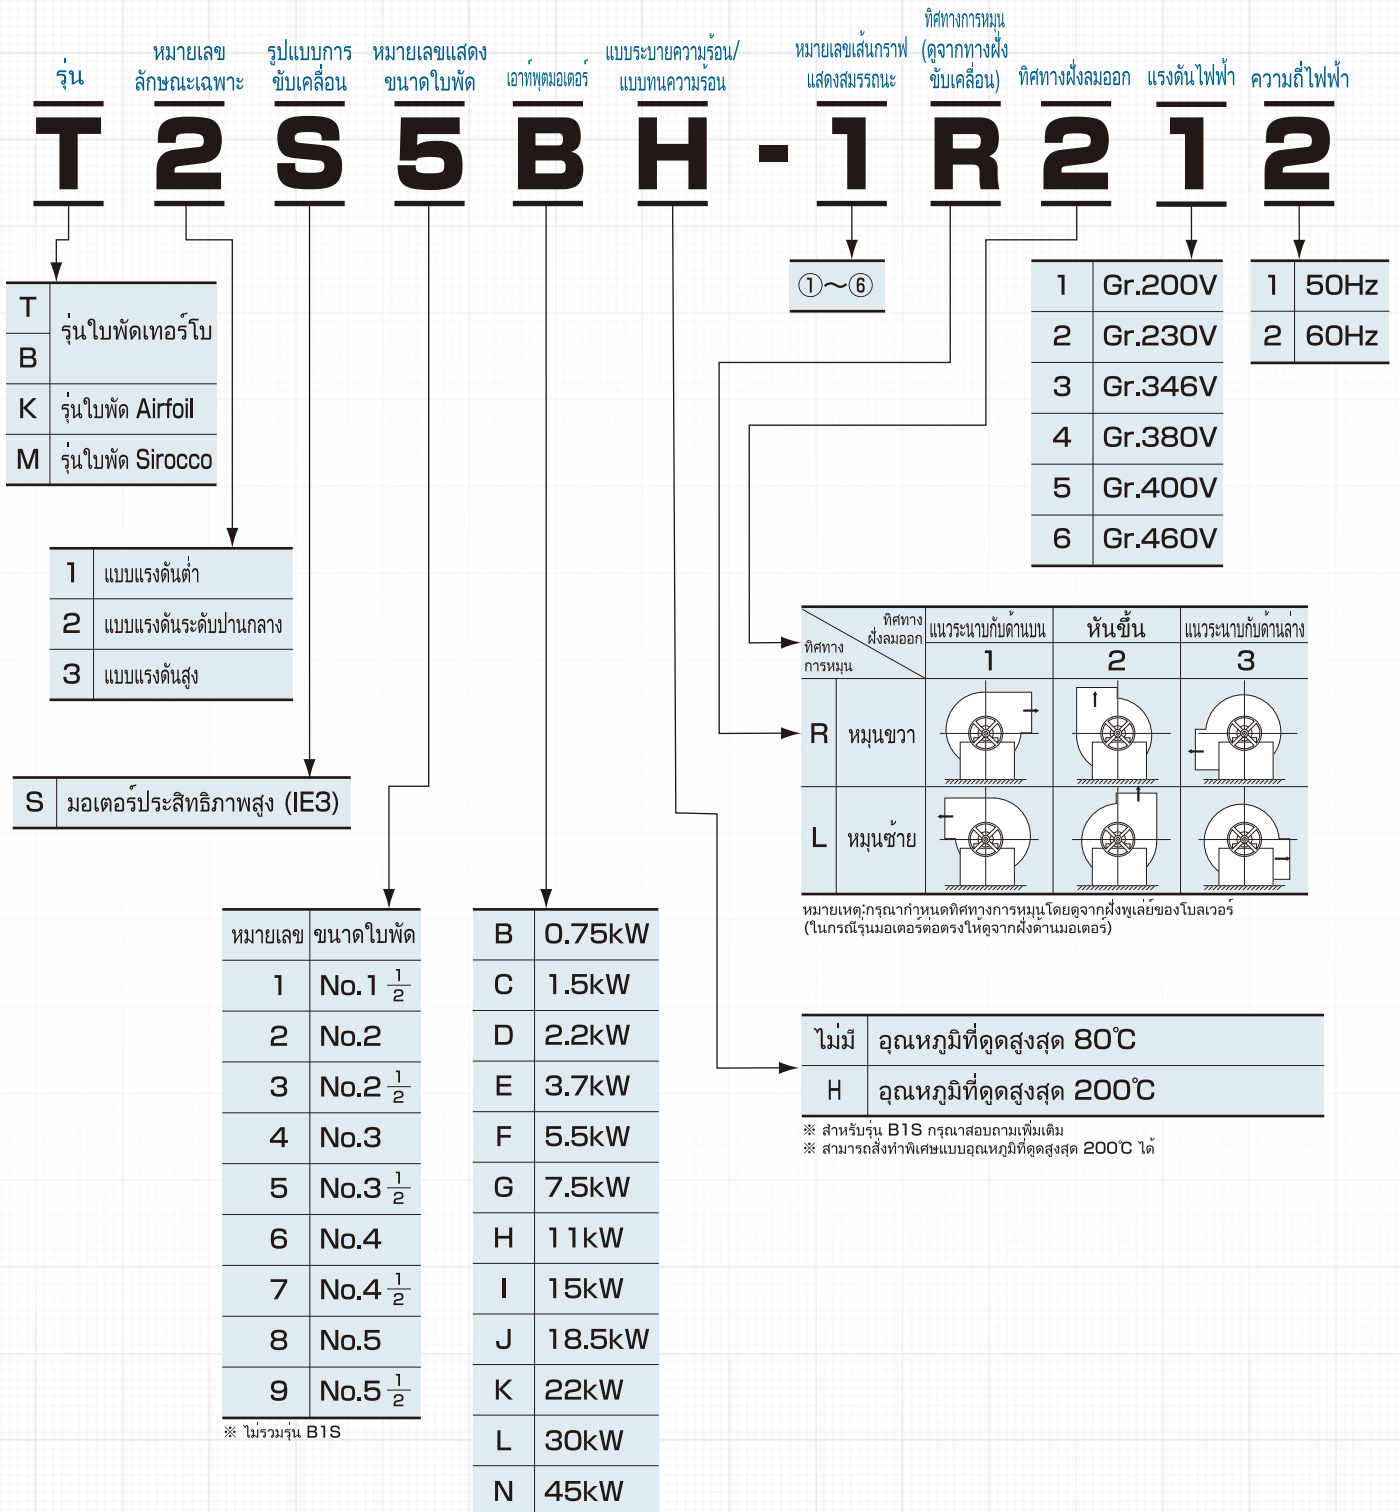 รุ่น
หมายเลข
ลักษณะเฉพาะ
รูปแบบการ
ขับเคลื่อน
หมายเลขแสดง
ขนาดใบพัด
เอาท์พุตมอเตอร์
แบบระบายความร้อน/
แบบทนความร้อน
หมายเลขเส้นกราฟ
แสดงสมรรถนะ
ทิศทางการหมุน
(ดูจากทางฝั่ง
ขับเคลื่อน)
ทิศทางฝั่งลมออก
แรงดันไฟฟ้า
ความถี่ไฟฟ้า
T 2 S 5 B H - 1 R 2 1 2
T
B
รุ่นใบพัดเทอร์โบ
K รุ่นใบพัด Airfoil
M รุ่นใบพัด Sirocco
①～⑥
1 Gr.200V
2 Gr.230V
3 Gr.346V
4 Gr.380V
5 Gr.400V
6 Gr.460V
1 50Hz
2 60Hz
1 แบบแรงดันต่ำ
2 แบบแรงดันระดับปานกลาง
3 แบบแรงดันสูง
S มอเตอร์ประสิทธิภาพสูง (IE3)
ทิศทาง
ฝั่งลมออก
ทิศทาง
การหมุน
แนวระนาบกับด้านบน หันขึ้น แนวระนาบกับด้านล่าง
1 2 3
R หมุนขวา
L หมุนซ้าย
หมายเหตุ:กรุณากำหนดทิศทางการหมุนโดยดูจากฝั่งพูเล่ย์ของโบลเวอร์
(ในกรณีรุ่นมอเตอร์ต่อตรงให้ดูจากฝั่งด้านมอเตอร์)
หมายเลข ขนาดใบพัด
1 No.1 1/2
2 No.2
3 No.2 1/2
4 No.3
5 No.3 1/2
6 No.4
7 No.4 1/2
8 No.5
9 No.5 1/2
※ ไม่รวมรุ่น B1S
B 0.75kW
C 1.5kW
D 2.2kW
E 3.7kW
F 5.5kW
G 7.5kW
H 11kW
I 15kW
J 18.5kW
K 22kW
L 30kW
N 45kW
ไม่มี อุณหภูมิที่ดูดสูงสุด 80℃
H อุณหภูมิที่ดูดสูงสุด 200℃
※ สำหรับรุ่น B1S กรุณาสอบถามเพิ่มเติม
※ สามารถสั่งทำพิเศษแบบอุณหภูมิที่ดูดสูงสุด 200℃ ได้